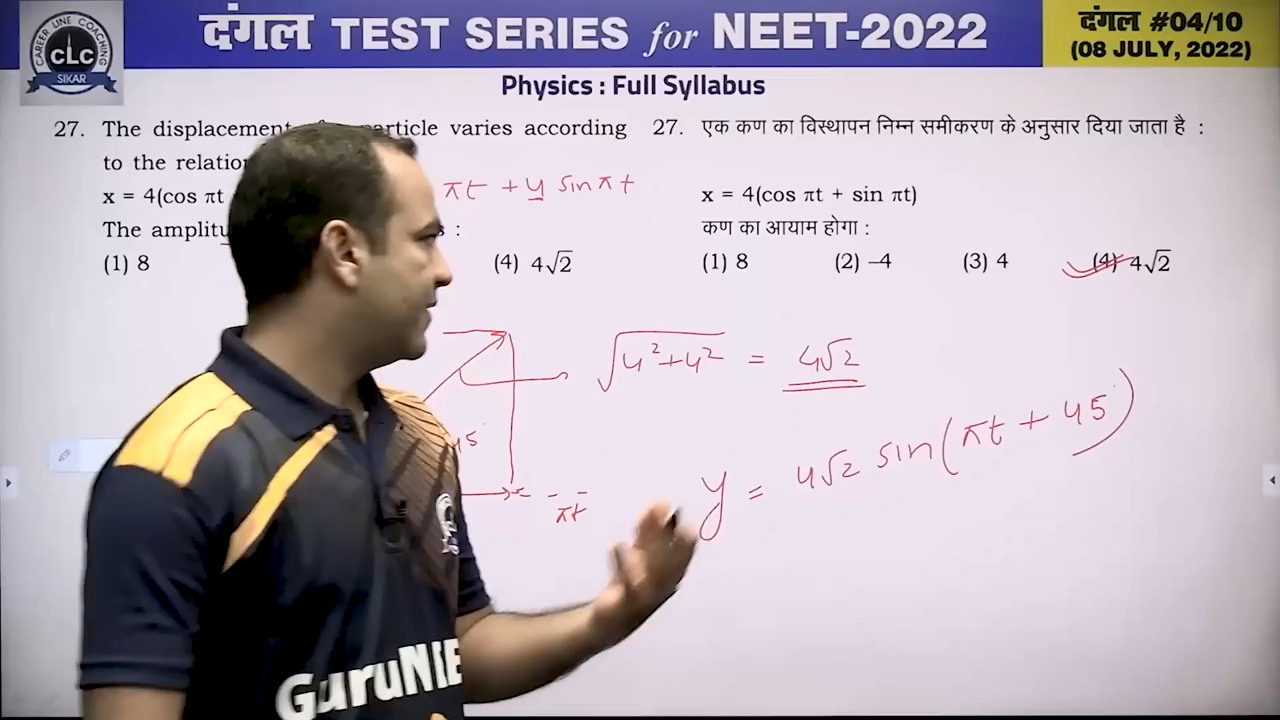 दंगल TEST SERIES for NEET-2022
दंगल #04/10
(08 JULY, 2022)
CAREER LINE COACHING
CLC
SIKAR
Physics : Full Syllabus
27. The displacement particle varies according
to the relation
x = 4(cos πt
The amplitu :
(1) 8 (4) 4√2
πt + 4 sin πt
27. एक कण का विस्थापन निम्न समीकरण के अनुसार दिया जाता है :
x = 4(cos πt + sin πt)
कण का आयाम होगा :
(1) 8 (2) –4 (3) 4 (4) 4√2
√4²+4² = 4√2
45°
πt
y = 4√2 sin(πt + 45°)
GuruNIE